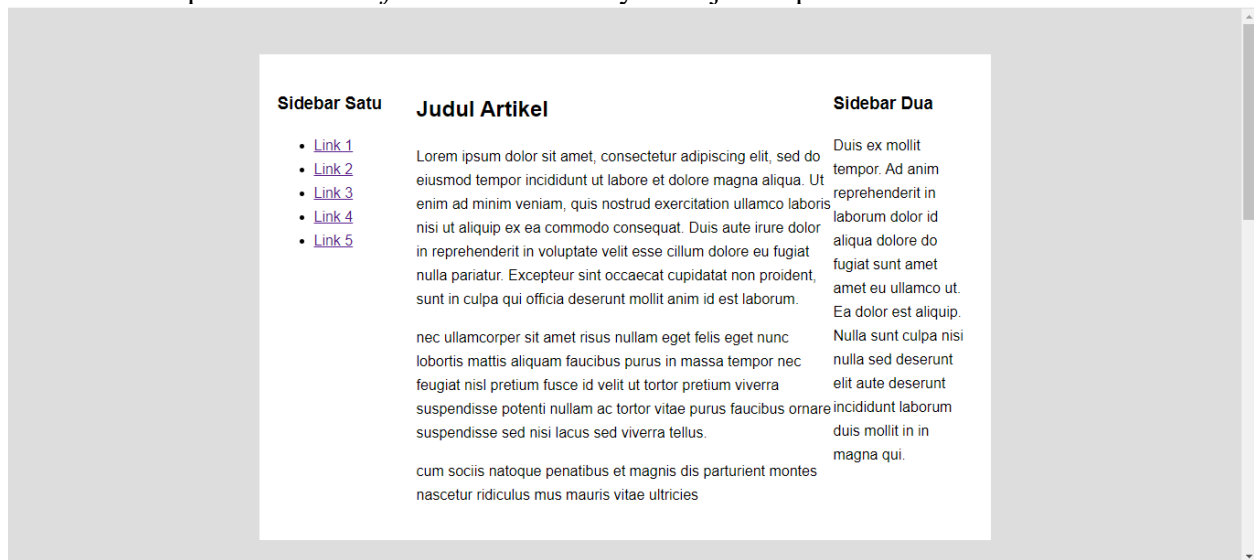 Sidebar Satu
Link 1
Link 2
Link 3
Link 4
Link 5
Judul Artikel
Lorem ipsum dolor sit amet, consectetur adipiscing elit, sed do
eiusmod tempor incididunt ut labore et dolore magna aliqua. Ut
enim ad minim veniam, quis nostrud exercitation ullamco laboris
nisi ut aliquip ex ea commodo consequat. Duis aute irure dolor
in reprehenderit in voluptate velit esse cillum dolore eu fugiat
nulla pariatur. Excepteur sint occaecat cupidatat non proident,
sunt in culpa qui officia deserunt mollit anim id est laborum.
nec ullamcorper sit amet risus nullam eget felis eget nunc
lobortis mattis aliquam faucibus purus in massa tempor nec
feugiat nisl pretium fusce id velit ut tortor pretium viverra
suspendisse potenti nullam ac tortor vitae purus faucibus ornare
suspendisse sed nisi lacus sed viverra tellus.
cum sociis natoque penatibus et magnis dis parturient montes
nascetur ridiculus mus mauris vitae ultricies
Sidebar Dua
Duis ex mollit
tempor. Ad anim
reprehenderit in
laborum dolor id
aliqua dolore do
fugiat sunt amet
amet eu ullamco ut.
Ea dolor est aliquip.
Nulla sunt culpa nisi
nulla sed deserunt
elit aute deserunt
incididunt laborum
duis mollit in in
magna qui.